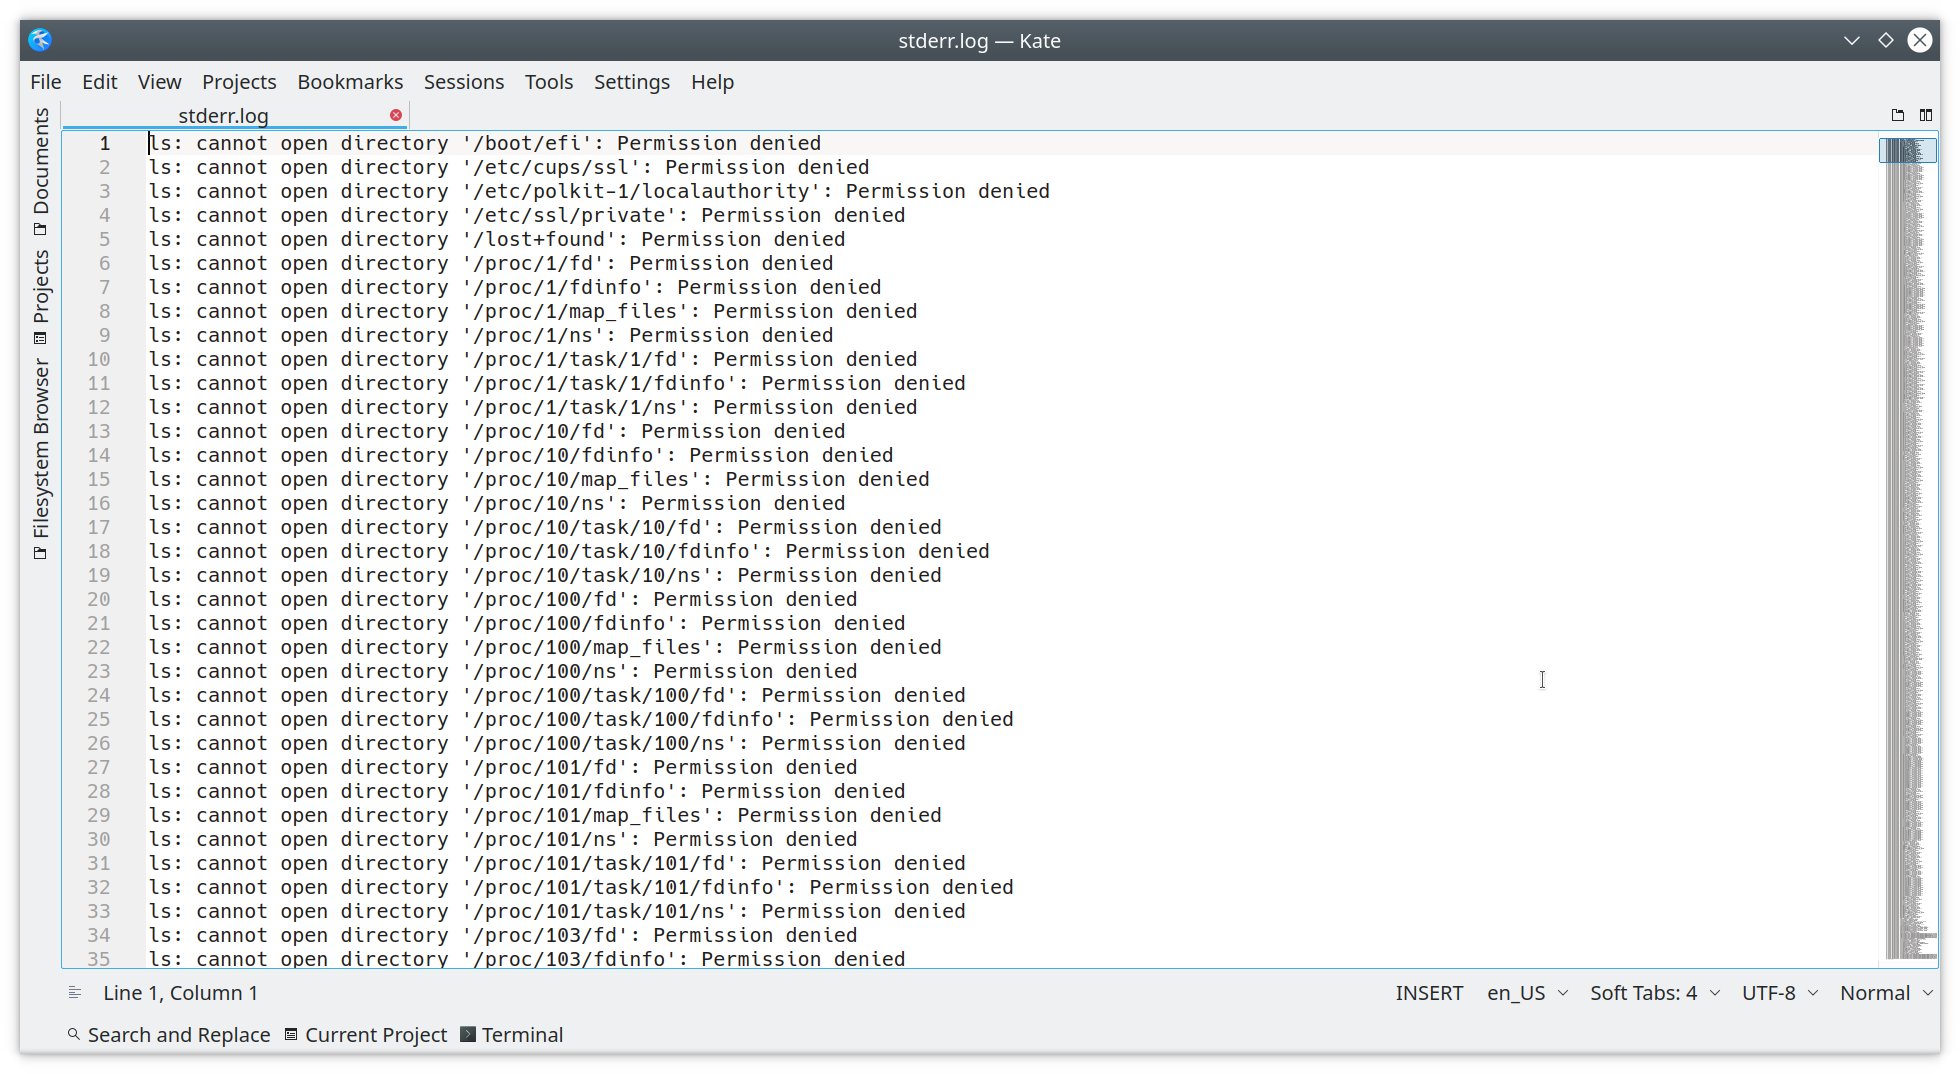 stderr.log — Kate
File Edit View Projects Bookmarks Sessions Tools Settings Help
stderr.log
Documents
Projects
Filesystem Browser
1 ls: cannot open directory '/boot/efi': Permission denied
2 ls: cannot open directory '/etc/cups/ssl': Permission denied
3 ls: cannot open directory '/etc/polkit-1/localauthority': Permission denied
4 ls: cannot open directory '/etc/ssl/private': Permission denied
5 ls: cannot open directory '/lost+found': Permission denied
6 ls: cannot open directory '/proc/1/fd': Permission denied
7 ls: cannot open directory '/proc/1/fdinfo': Permission denied
8 ls: cannot open directory '/proc/1/map_files': Permission denied
9 ls: cannot open directory '/proc/1/ns': Permission denied
10 ls: cannot open directory '/proc/1/task/1/fd': Permission denied
11 ls: cannot open directory '/proc/1/task/1/fdinfo': Permission denied
12 ls: cannot open directory '/proc/1/task/1/ns': Permission denied
13 ls: cannot open directory '/proc/10/fd': Permission denied
14 ls: cannot open directory '/proc/10/fdinfo': Permission denied
15 ls: cannot open directory '/proc/10/map_files': Permission denied
16 ls: cannot open directory '/proc/10/ns': Permission denied
17 ls: cannot open directory '/proc/10/task/10/fd': Permission denied
18 ls: cannot open directory '/proc/10/task/10/fdinfo': Permission denied
19 ls: cannot open directory '/proc/10/task/10/ns': Permission denied
20 ls: cannot open directory '/proc/100/fd': Permission denied
21 ls: cannot open directory '/proc/100/fdinfo': Permission denied
22 ls: cannot open directory '/proc/100/map_files': Permission denied
23 ls: cannot open directory '/proc/100/ns': Permission denied
24 ls: cannot open directory '/proc/100/task/100/fd': Permission denied
25 ls: cannot open directory '/proc/100/task/100/fdinfo': Permission denied
26 ls: cannot open directory '/proc/100/task/100/ns': Permission denied
27 ls: cannot open directory '/proc/101/fd': Permission denied
28 ls: cannot open directory '/proc/101/fdinfo': Permission denied
29 ls: cannot open directory '/proc/101/map_files': Permission denied
30 ls: cannot open directory '/proc/101/ns': Permission denied
31 ls: cannot open directory '/proc/101/task/101/fd': Permission denied
32 ls: cannot open directory '/proc/101/task/101/fdinfo': Permission denied
33 ls: cannot open directory '/proc/101/task/101/ns': Permission denied
34 ls: cannot open directory '/proc/103/fd': Permission denied
35 ls: cannot open directory '/proc/103/fdinfo': Permission denied
Line 1, Column 1 INSERT en_US Soft Tabs: 4 UTF-8 Normal
Search and Replace Current Project Terminal